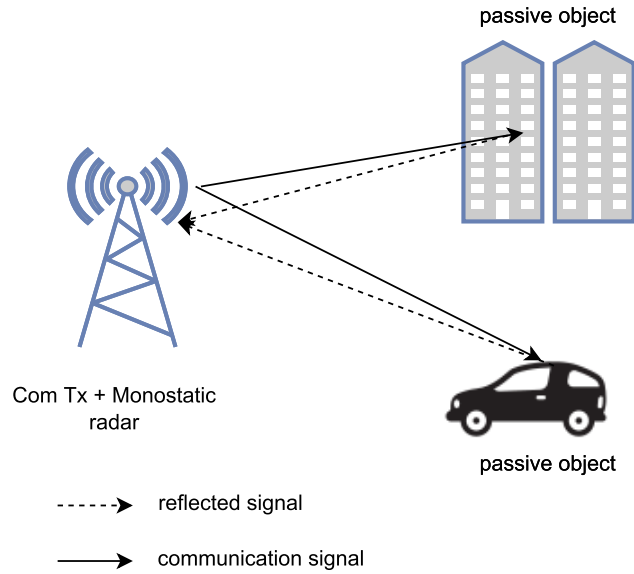 passive object
Com Tx + Monostatic
radar
passive object
reflected signal
communication signal